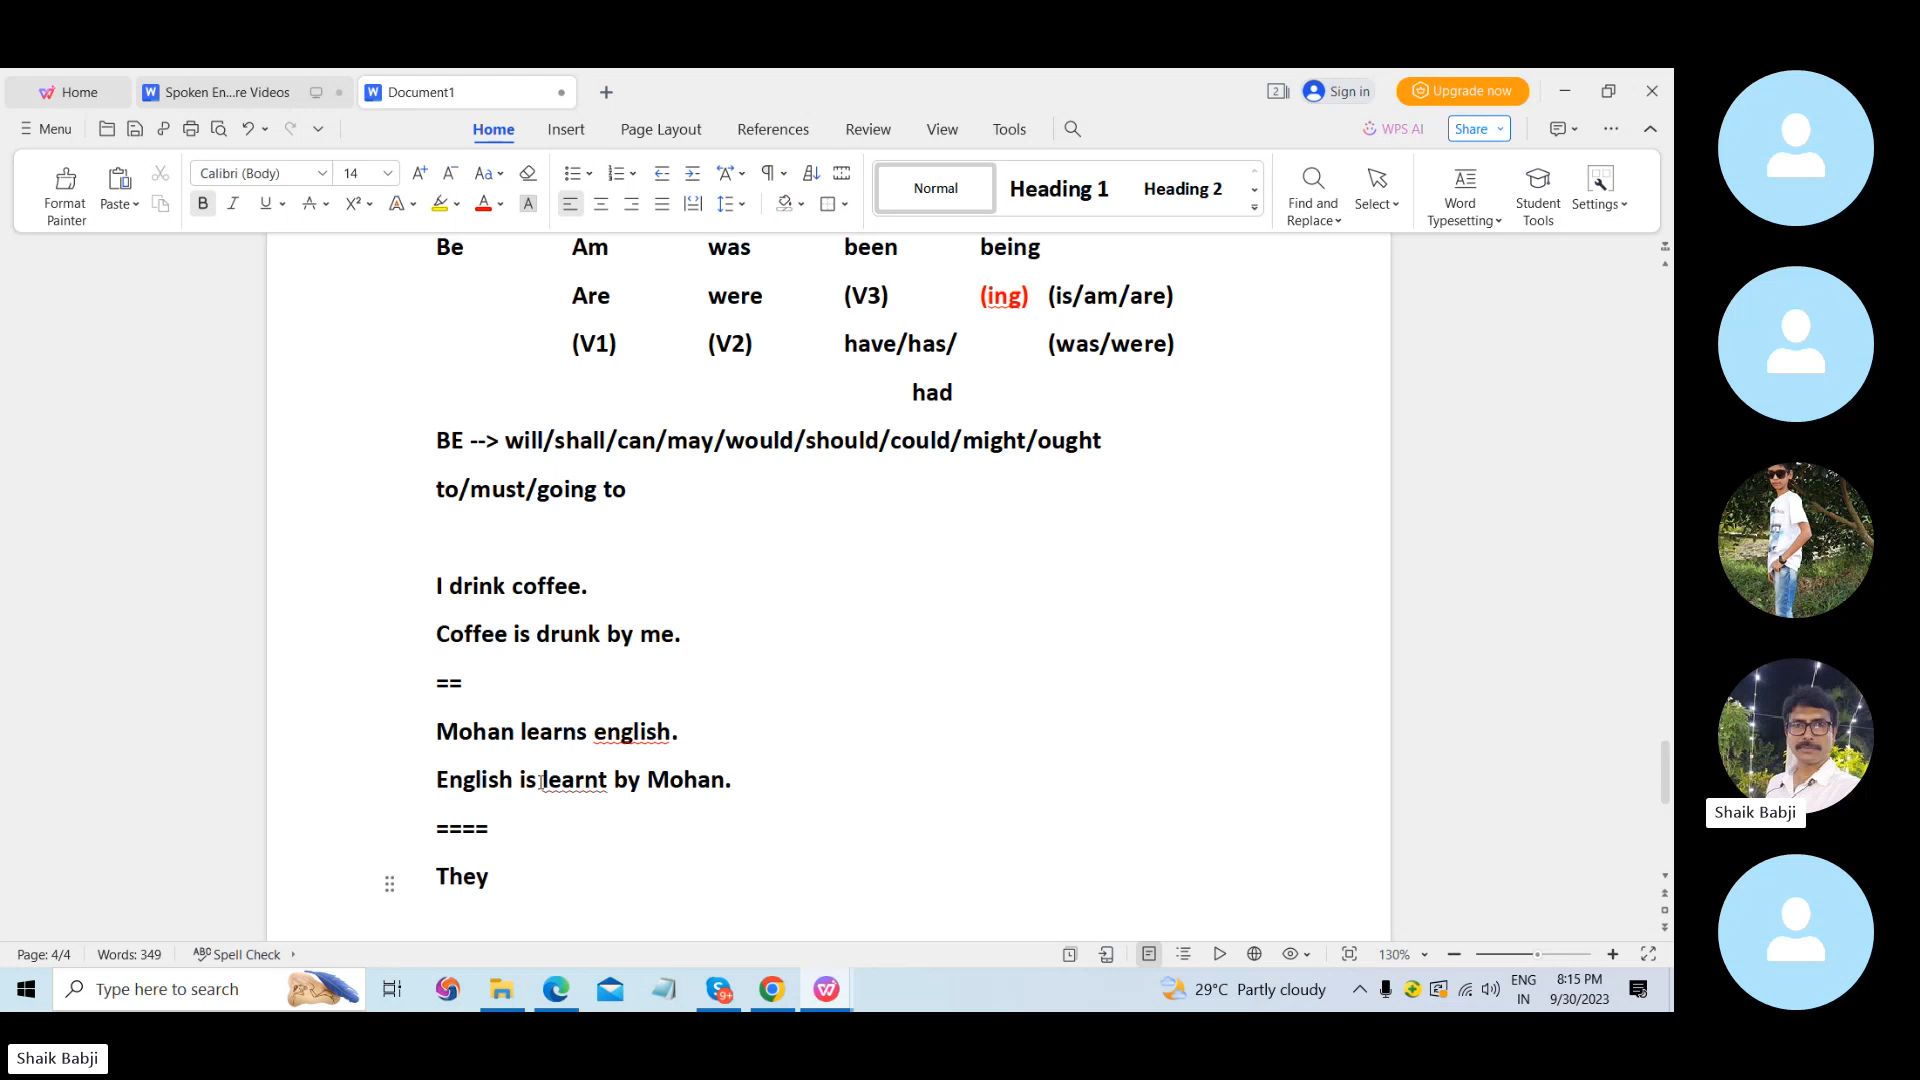 Home
Spoken En...re Videos
Document1
2
Sign in
Upgrade now
Menu
Home
Insert
Page Layout
References
Review
View
Tools
WPS AI
Share
Format Painter
Paste
Calibri (Body)
14
Normal
Heading 1
Heading 2
Find and Replace
Select
Word Typesetting
Student Tools
Settings
Be Am was been being
Are were (V3) (ing) (is/am/are)
(V1) (V2) have/has/ (was/were)
had
BE --> will/shall/can/may/would/should/could/might/ought
to/must/going to
I drink coffee.
Coffee is drunk by me.
==
Mohan learns english.
English is learnt by Mohan.
====
They
Page: 4/4
Words: 349
Spell Check
130%
Type here to search
9+
29°C Partly cloudy
ENG
IN
8:15 PM
9/30/2023
Shaik Babji
Shaik Babji